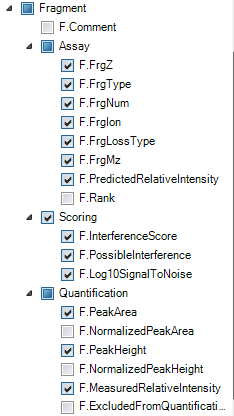 Fragment
F.Comment
Assay
F.FrgZ
F.FrgType
F.FrgNum
F.FrgIon
F.FrgLossType
F.FrgMz
F.PredictedRelativeIntensity
F.Rank
Scoring
F.InterferenceScore
F.PossibleInterference
F.Log10SignalToNoise
Quantification
F.PeakArea
F.NormalizedPeakArea
F.PeakHeight
F.NormalizedPeakHeight
F.MeasuredRelativeIntensity
F.ExcludedFromQuantificati...